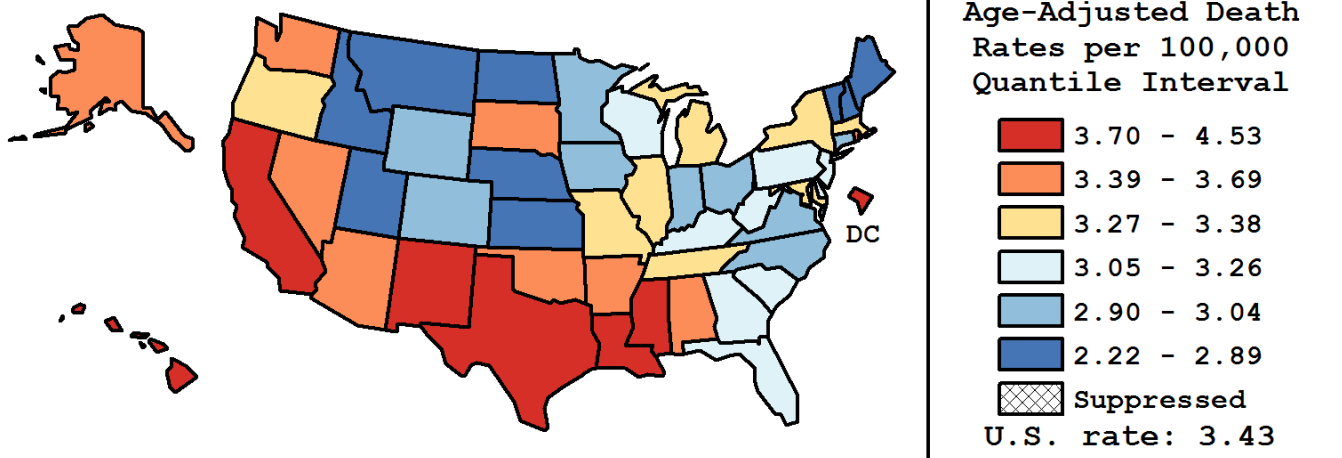 Age-Adjusted Death
Rates per 100,000
Quantile Interval
3.70 - 4.53
3.39 - 3.69
3.27 - 3.38
3.05 - 3.26
2.90 - 3.04
2.22 - 2.89
Suppressed
U.S. rate: 3.43
DC